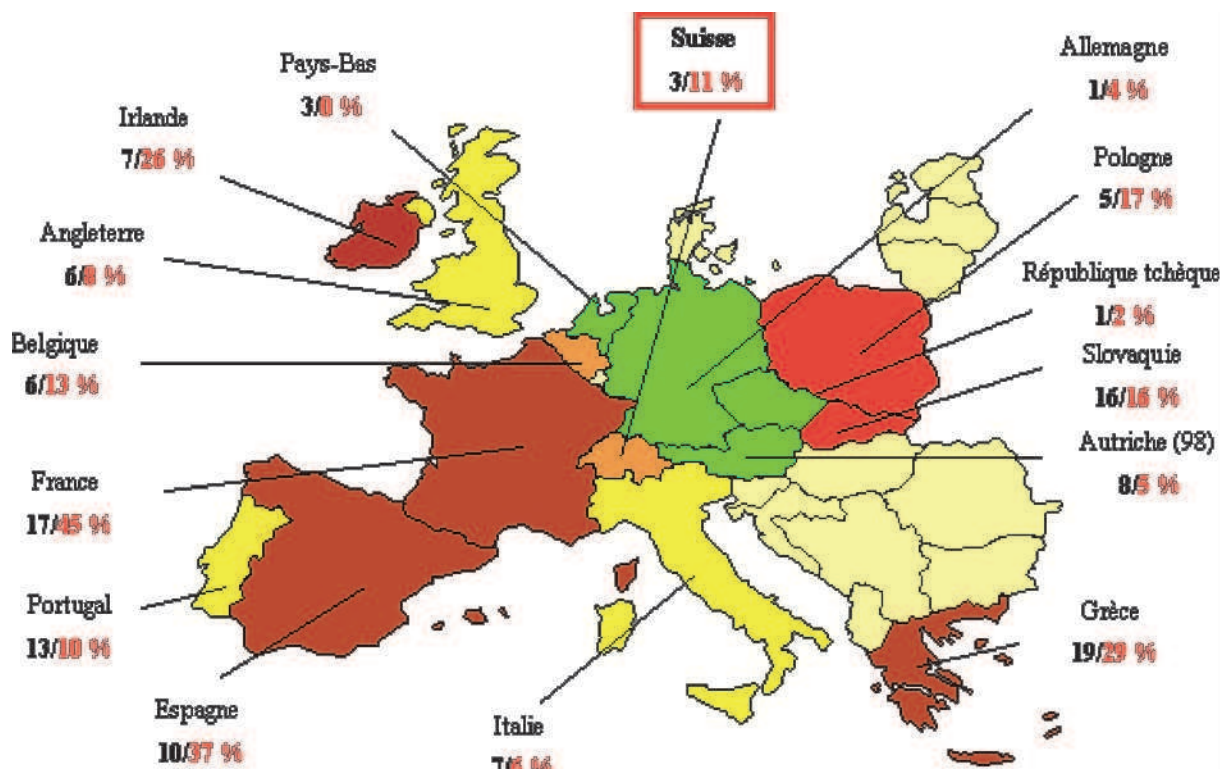 Suisse
3/11 %
Pays-Bas
3/0 %
Allemagne
1/4 %
Irlande
7/26 %
Pologne
5/17 %
Angleterre
6/8 %
République tchèque
1/2 %
Belgique
6/13 %
Slovaquie
16/16 %
Autriche (98)
8/5 %
France
17/45 %
Portugal
13/10 %
Grèce
19/29 %
Espagne
10/37 %
Italie